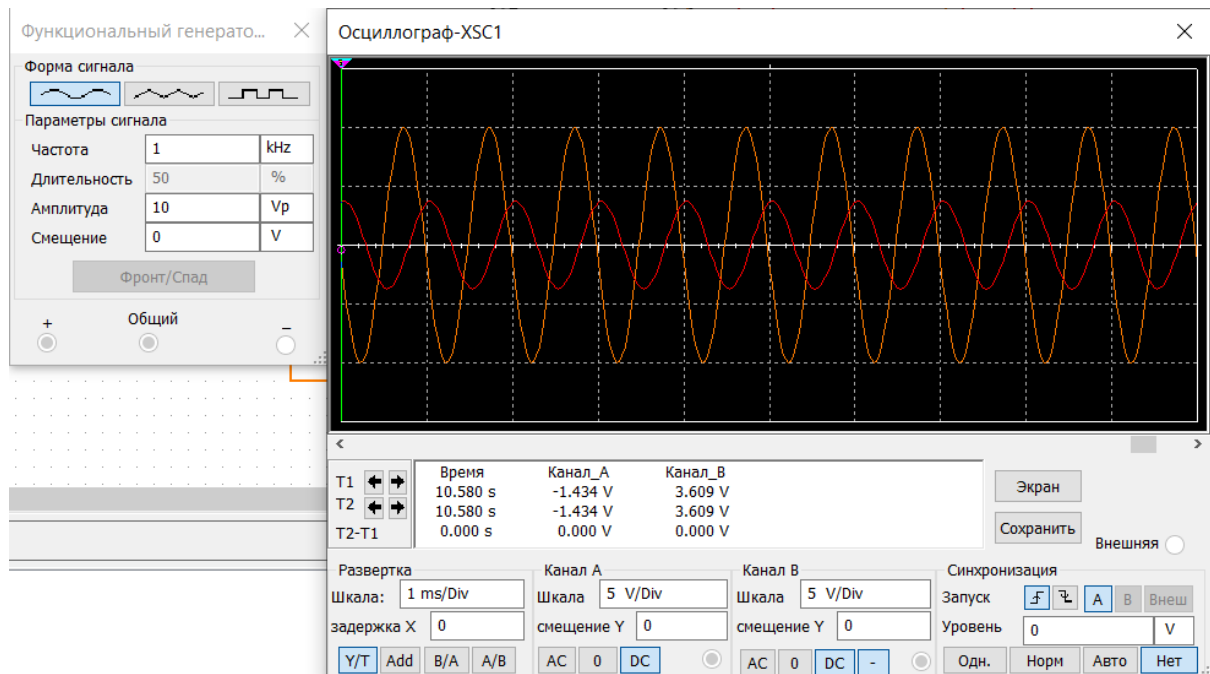 Функциональный генерато...
Форма сигнала
Параметры сигнала
Частота 1 kHz
Длительность 50 %
Амплитуда 10 Vp
Смещение 0 V
Фронт/Спад
+ Общий −
Осциллограф-XSC1
Время Канал_A Канал_B
T1 10.580 s -1.434 V 3.609 V
T2 10.580 s -1.434 V 3.609 V
T2-T1 0.000 s 0.000 V 0.000 V
Экран
Сохранить
Внешняя
Развертка
Шкала: 1 ms/Div
задержка X 0
Y/T Add B/A A/B
Канал A
Шкала 5 V/Div
смещение Y 0
AC 0 DC
Канал B
Шкала 5 V/Div
смещение Y 0
AC 0 DC -
Синхронизация
Запуск A B Внеш
Уровень 0 V
Одн. Норм Авто Нет